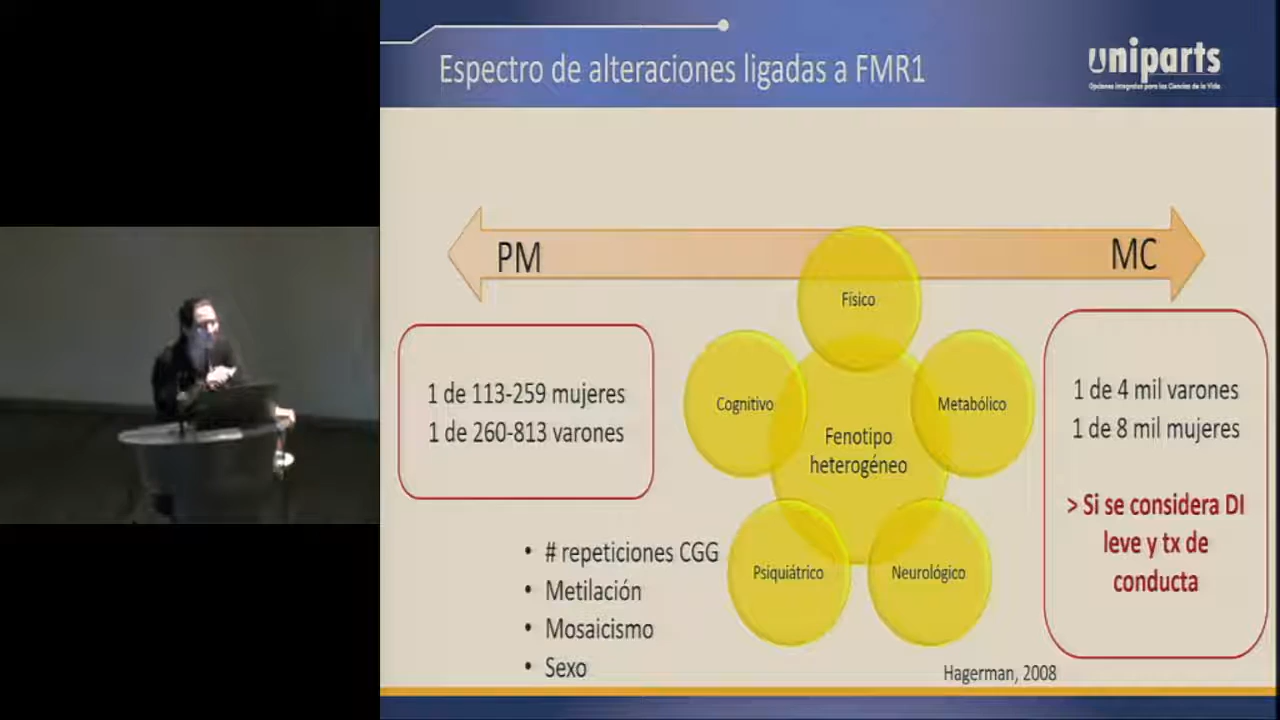 Espectro de alteraciones ligadas a FMR1
uniparts
Opciones Integrales para las Ciencias de la Vida.
PM
MC
1 de 113-259 mujeres
1 de 260-813 varones
Físico
Cognitivo
Metabólico
Fenotipo
heterogéneo
Psiquiátrico
Neurológico
1 de 4 mil varones
1 de 8 mil mujeres
> Si se considera DI
leve y tx de
conducta
• # repeticiones CGG
• Metilación
• Mosaicismo
• Sexo
Hagerman, 2008